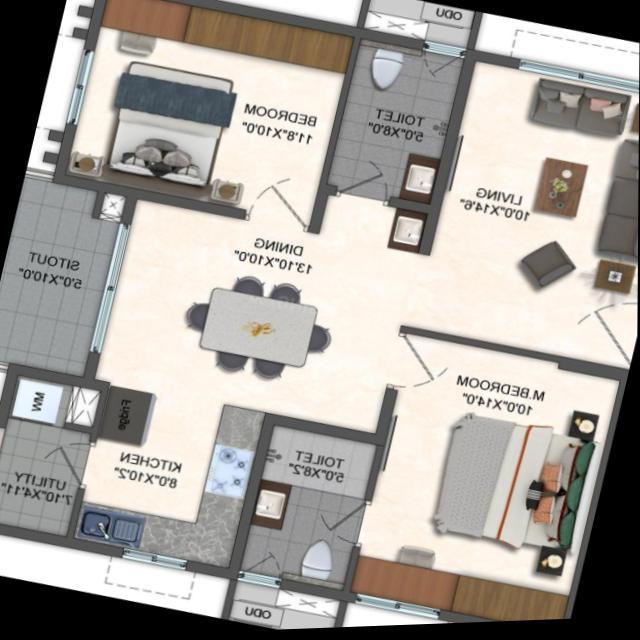 ODU
BEDROOM
11'8"X10'0"
TOILET
5'0"X8'0"
LIVING
10'0"X14'6"
DINING
13'10"X10'0"
SITOUT
5'0"X10'0"
M.BEDROOM
10'0"X14'0"
WM
Fridge
KITCHEN
8'0"X10'2"
TOILET
5'0"X8'2"
UTILITY
7'10"X4'11"
ODU